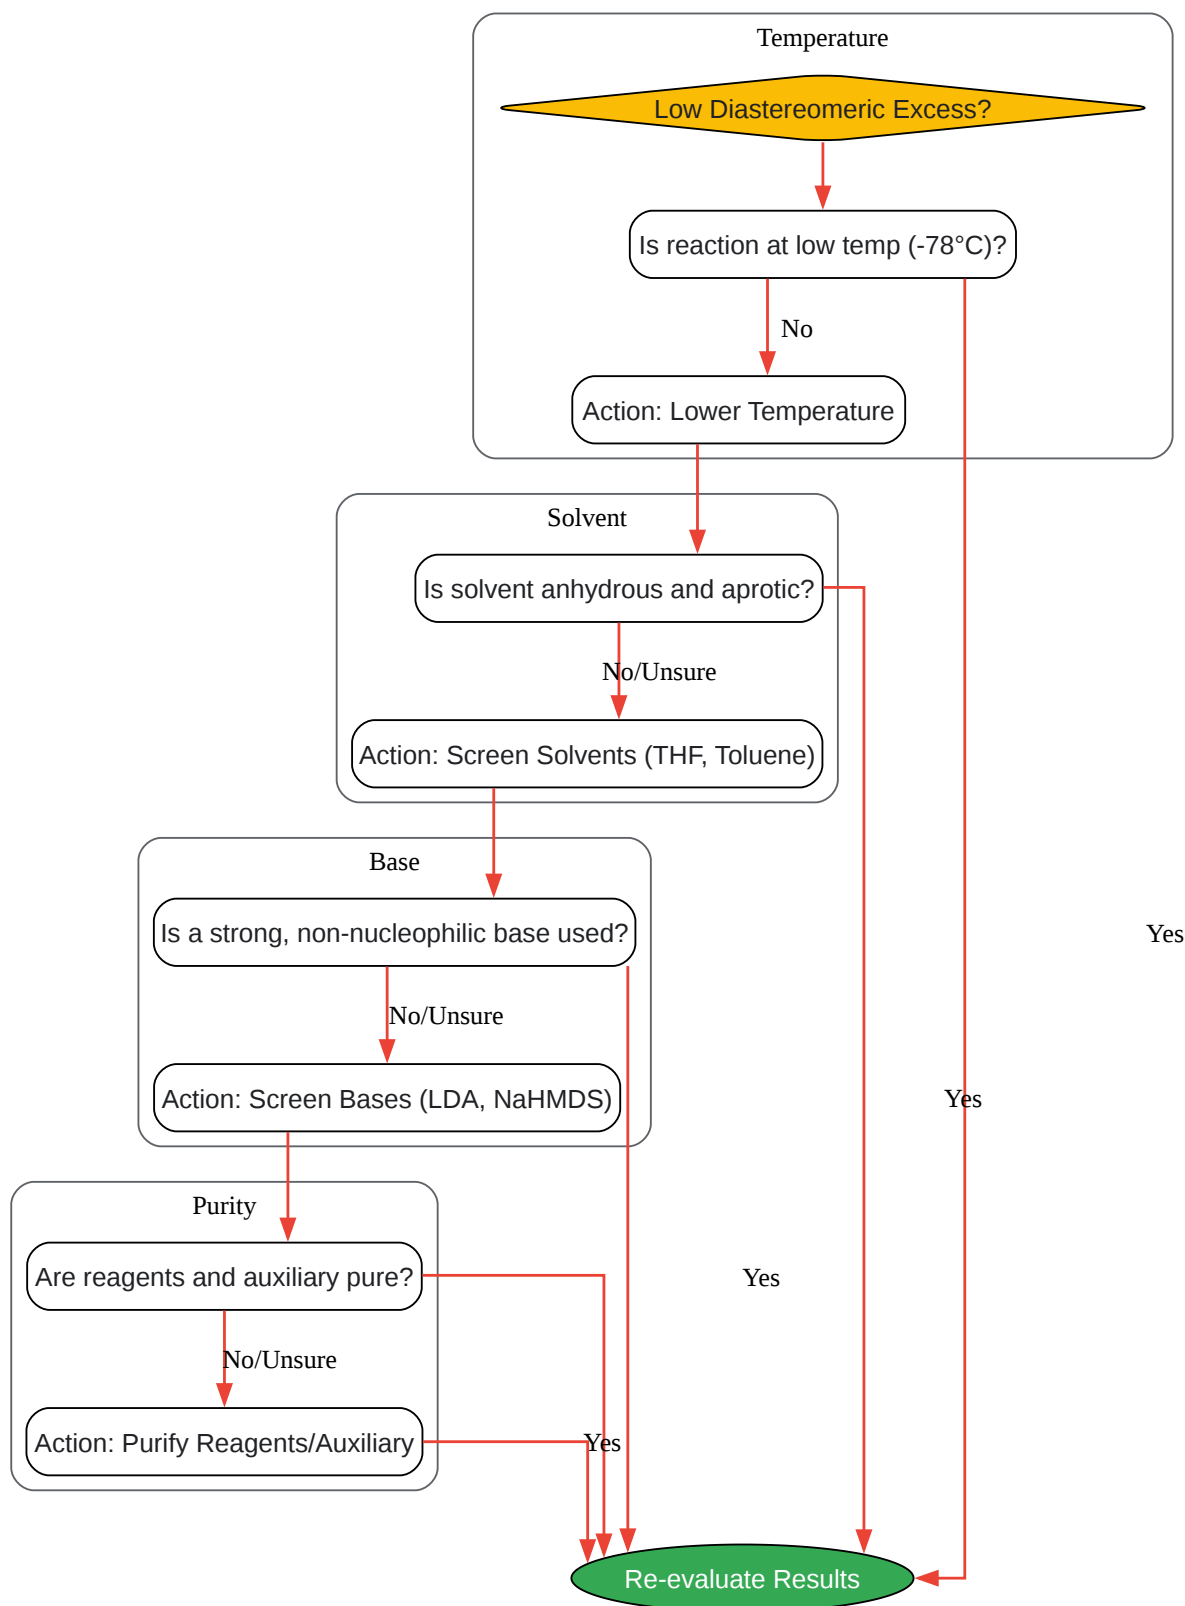 Temperature
Low Diastereomeric Excess?
Is reaction at low temp (-78°C)?
No
Action: Lower Temperature
Solvent
Is solvent anhydrous and aprotic?
No/Unsure
Action: Screen Solvents (THF, Toluene)
Base
Is a strong, non-nucleophilic base used?
Yes
No/Unsure
Action: Screen Bases (LDA, NaHMDS)
Yes
Purity
Are reagents and auxiliary pure?
Yes
No/Unsure
Action: Purify Reagents/Auxiliary
Yes
Re-evaluate Results